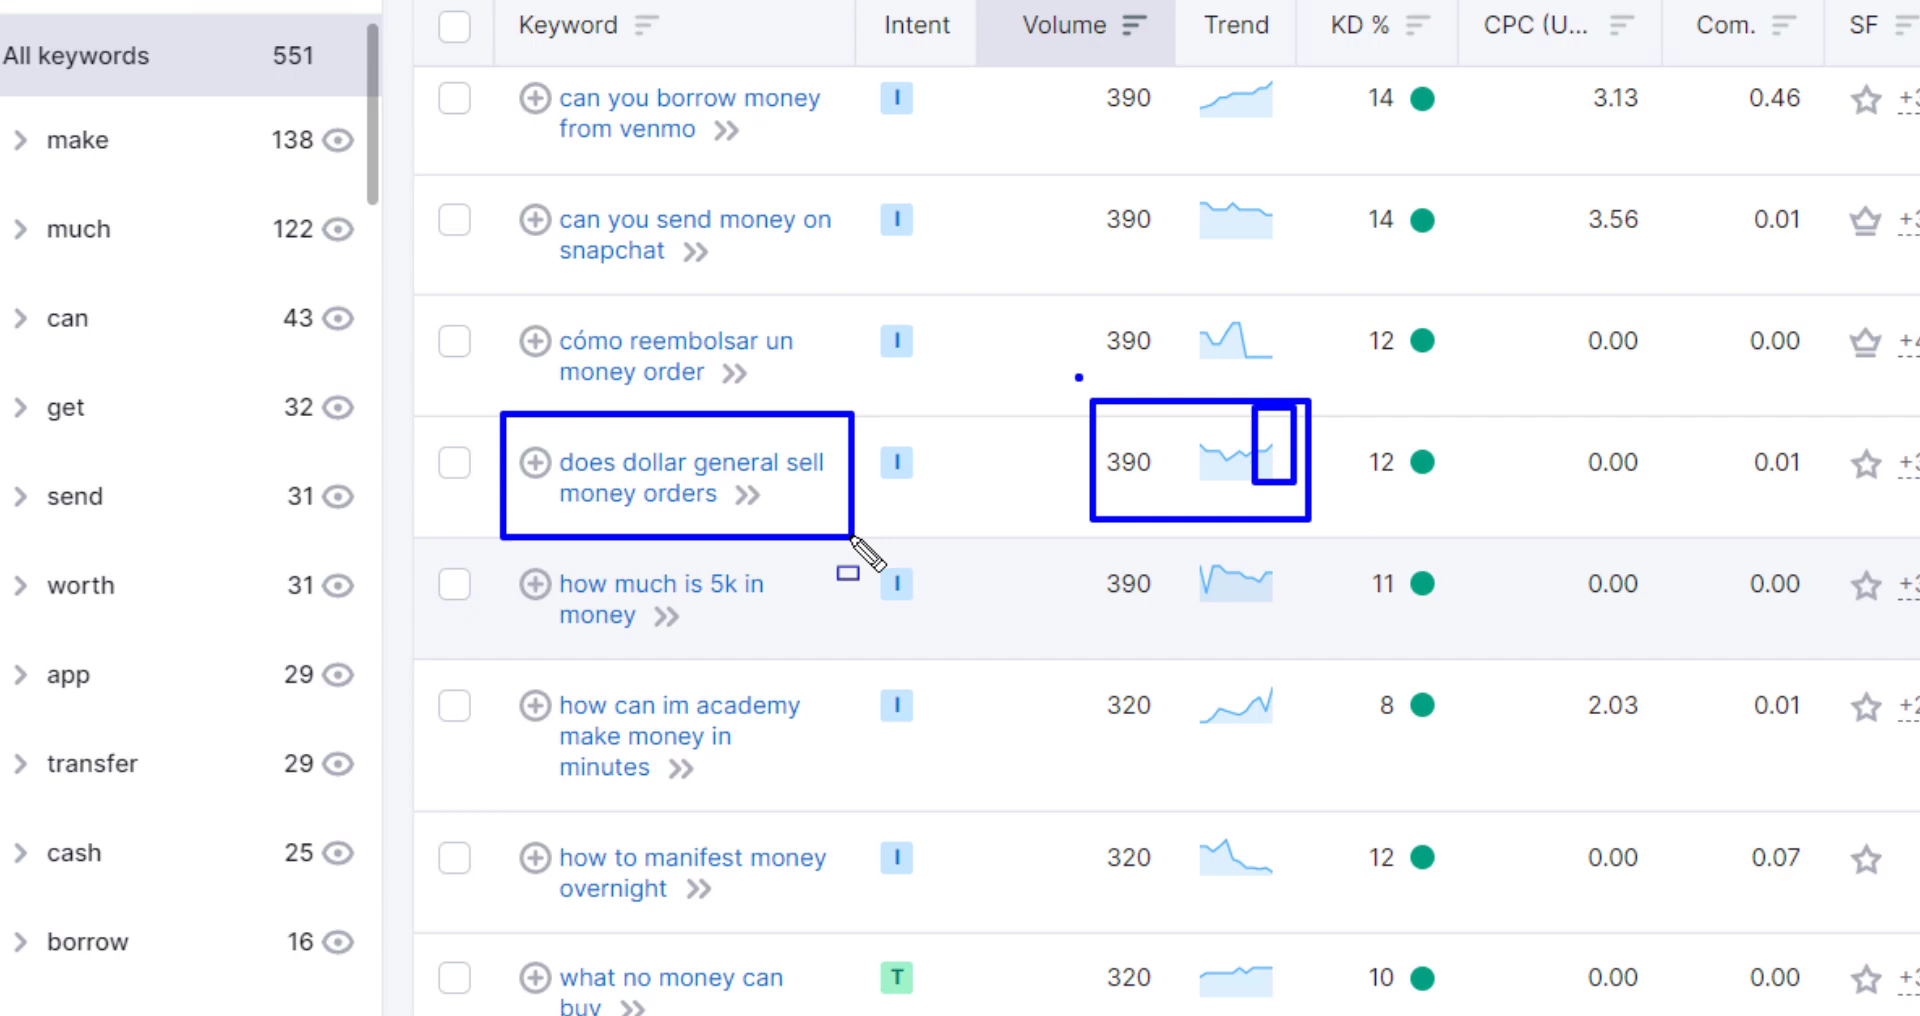 All keywords 551
make 138
much 122
can 43
get 32
send 31
worth 31
app 29
transfer 29
cash 25
borrow 16
Keyword Intent Volume Trend KD % CPC (U... Com. SF
can you borrow money I 390 14 3.13 0.46
from venmo
can you send money on I 390 14 3.56 0.01
snapchat
cómo reembolsar un I 390 12 0.00 0.00 +4
money order
does dollar general sell I 390 12 0.00 0.01
money orders
how much is 5k in I 390 11 0.00 0.00
money
how can im academy I 320 8 2.03 0.01
make money in
minutes
how to manifest money I 320 12 0.00 0.07
overnight
what no money can T 320 10 0.00 0.00
buy